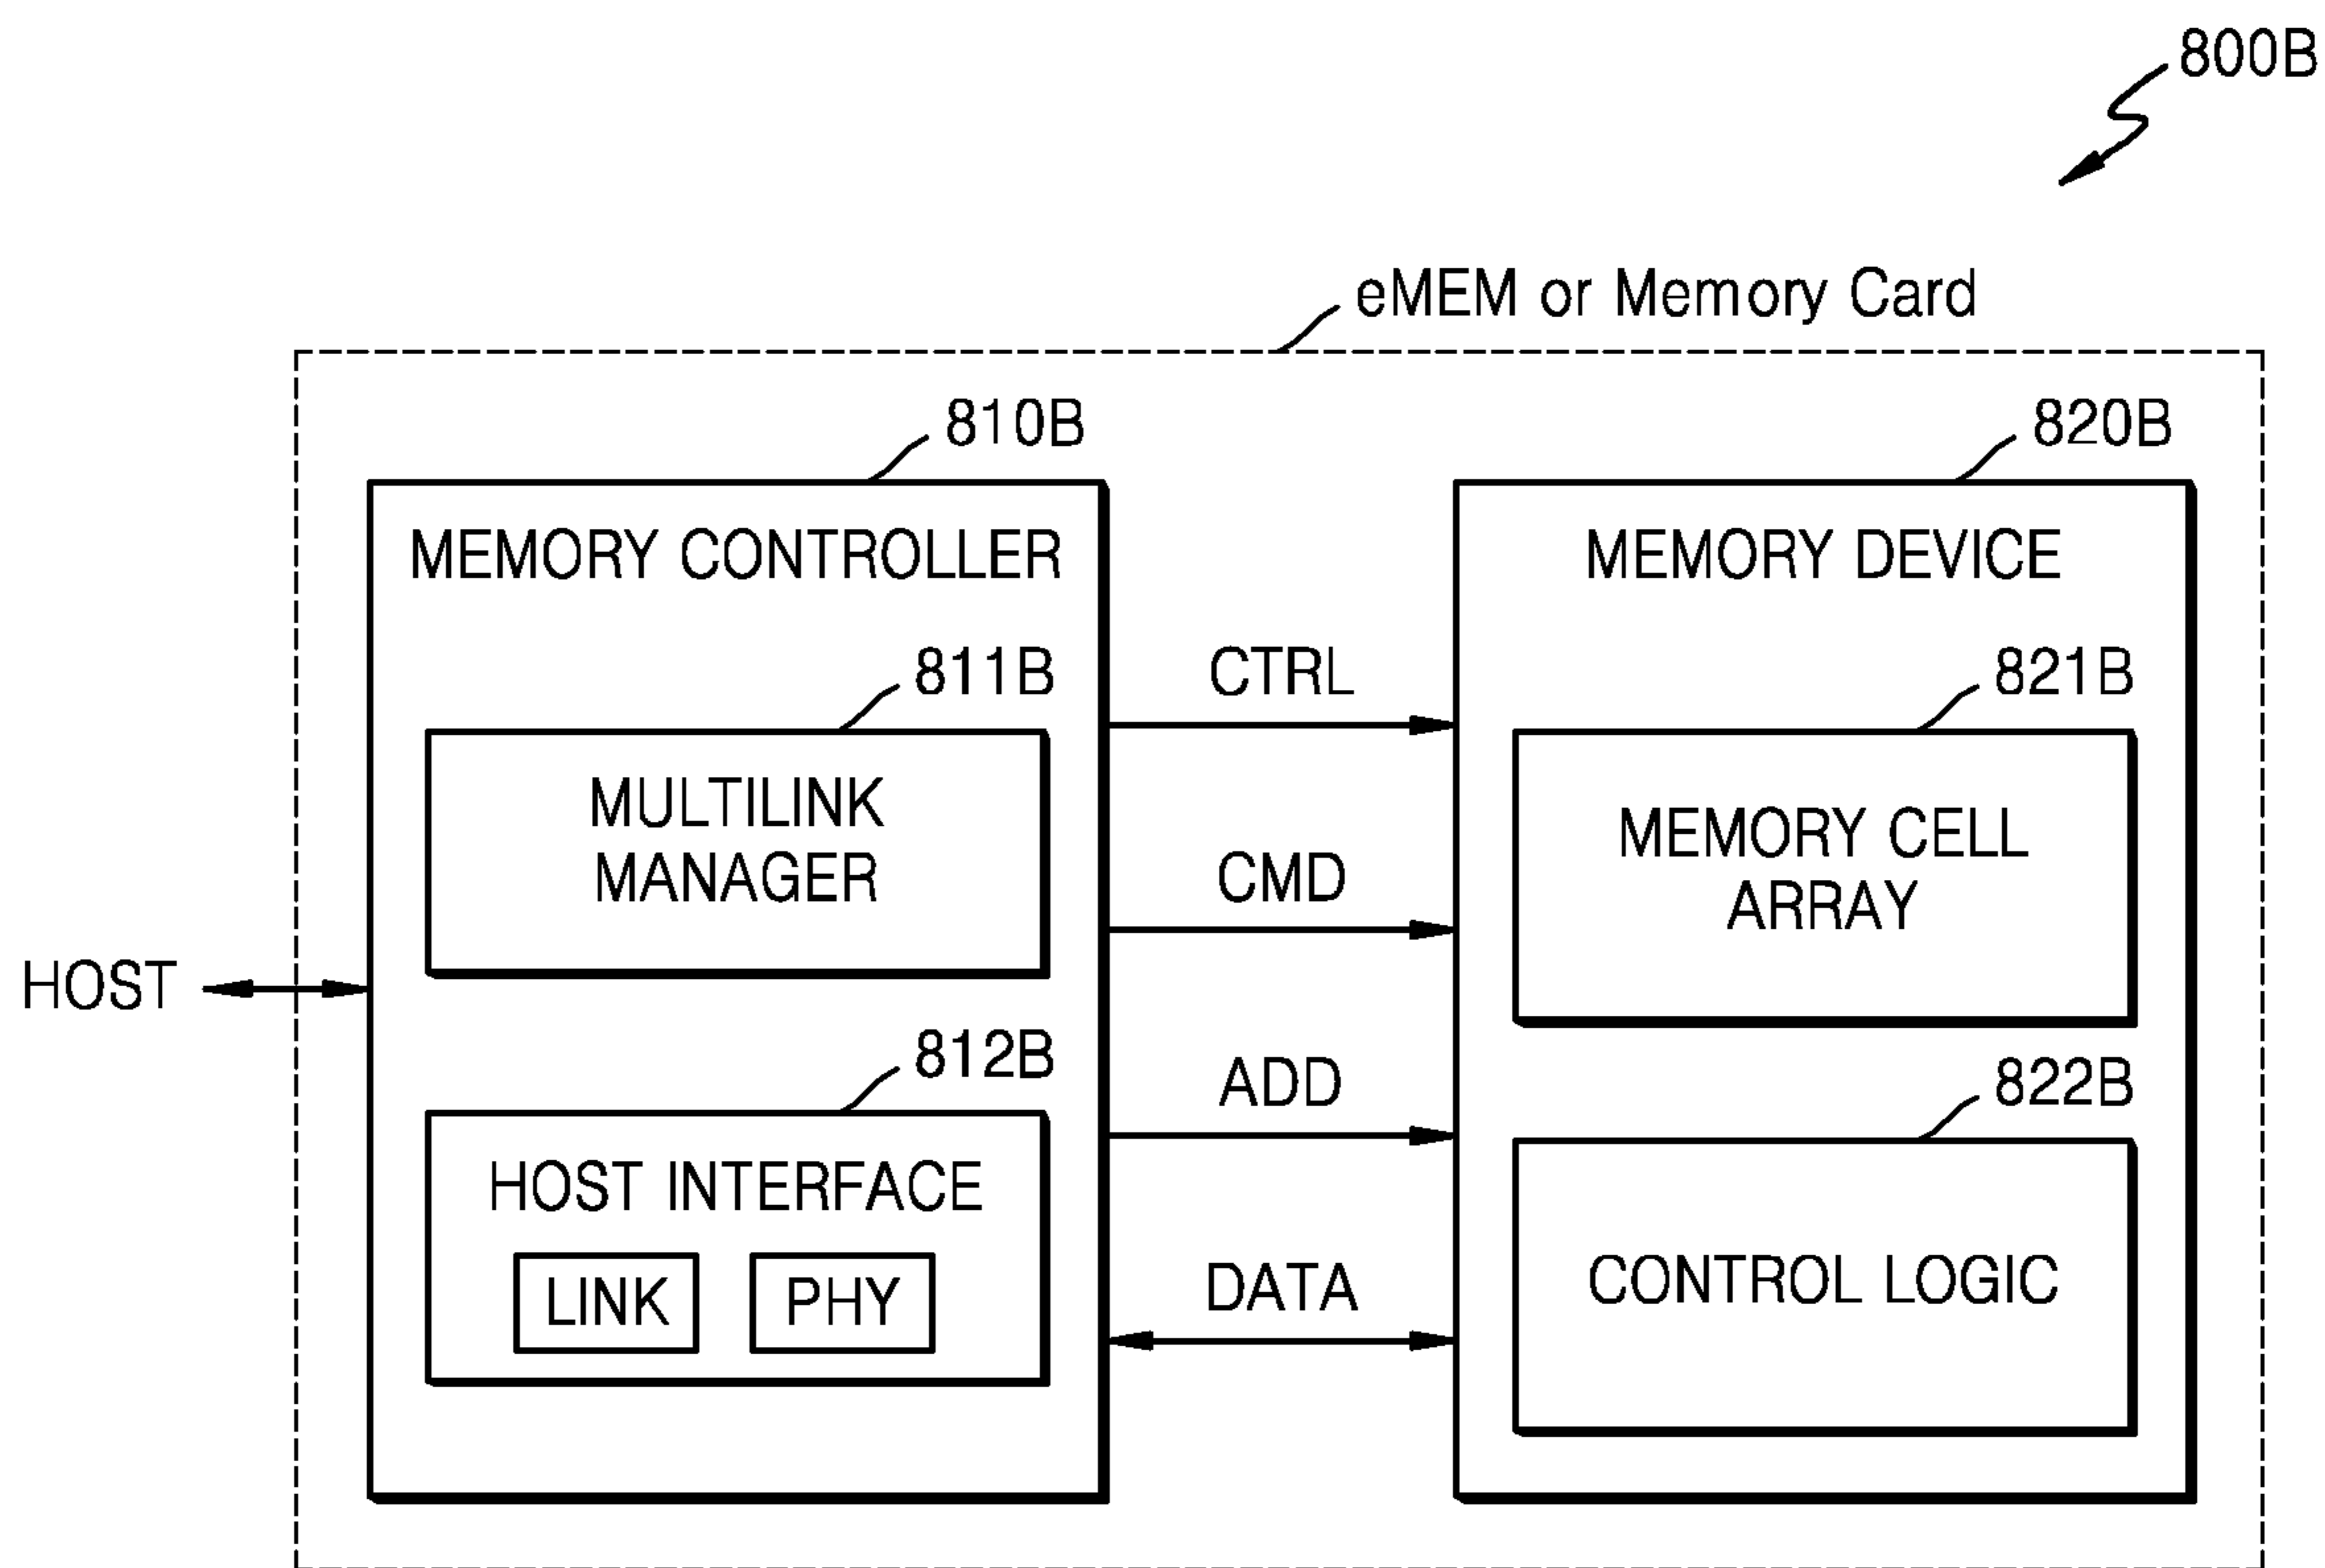 800B
eMEM or Memory Card
810B
820B
MEMORY CONTROLLER
MEMORY DEVICE
811B
CTRL
821B
MULTILINK
MANAGER
CMD
MEMORY CELL
ARRAY
HOST
812B
ADD
822B
HOST INTERFACE
LINK
PHY
DATA
CONTROL LOGIC